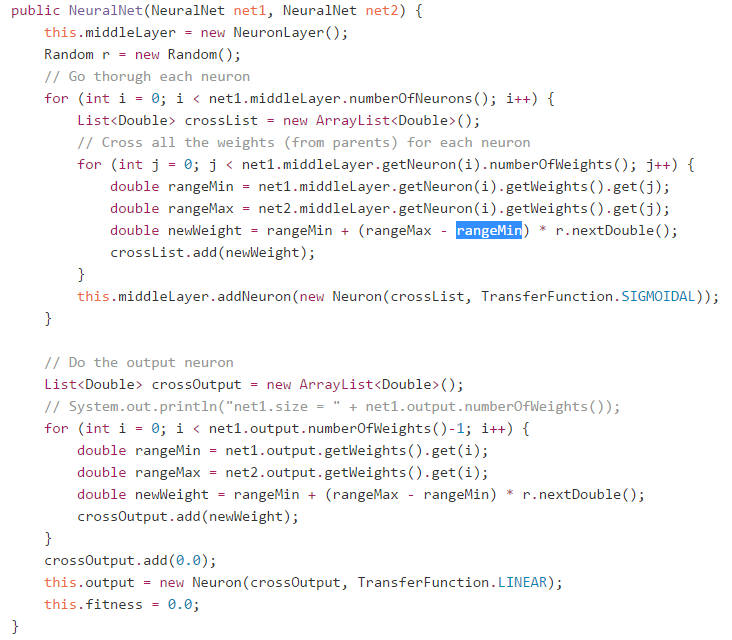 public NeuralNet(NeuralNet net1, NeuralNet net2) {
    this.middleLayer = new NeuronLayer();
    Random r = new Random();
    // Go thorugh each neuron
    for (int i = 0; i < net1.middleLayer.numberOfNeurons(); i++) {
        List<Double> crossList = new ArrayList<Double>();
        // Cross all the weights (from parents) for each neuron
        for (int j = 0; j < net1.middleLayer.getNeuron(i).numberOfWeights(); j++) {
            double rangeMin = net1.middleLayer.getNeuron(i).getWeights().get(j);
            double rangeMax = net2.middleLayer.getNeuron(i).getWeights().get(j);
            double newWeight = rangeMin + (rangeMax - rangeMin) * r.nextDouble();
            crossList.add(newWeight);
        }
        this.middleLayer.addNeuron(new Neuron(crossList, TransferFunction.SIGMOIDAL));
    }

    // Do the output neuron
    List<Double> crossOutput = new ArrayList<Double>();
    // System.out.println("net1.size = " + net1.output.numberOfWeights());
    for (int i = 0; i < net1.output.numberOfWeights()-1; i++) {
        double rangeMin = net1.output.getWeights().get(i);
        double rangeMax = net2.output.getWeights().get(i);
        double newWeight = rangeMin + (rangeMax - rangeMin) * r.nextDouble();
        crossOutput.add(newWeight);
    }
    crossOutput.add(0.0);
    this.output = new Neuron(crossOutput, TransferFunction.LINEAR);
    this.fitness = 0.0;
}